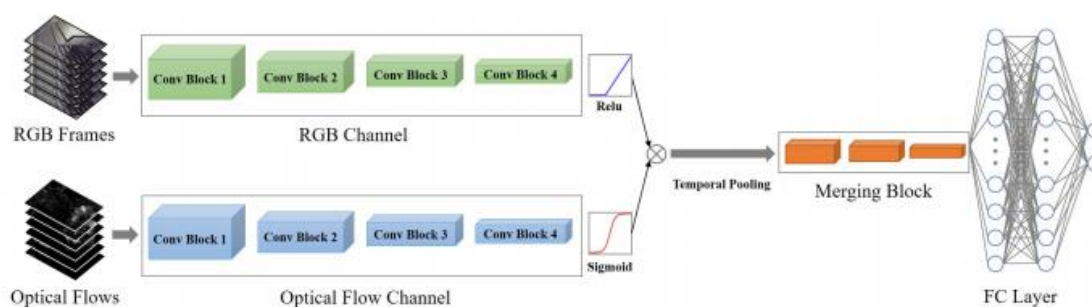 Conv Block 1
Conv Block 2
Conv Block 3
Conv Block 4
Relu
RGB Frames
RGB Channel
Temporal Pooling
Merging Block
Conv Block 1
Conv Block 2
Conv Block 3
Conv Block 4
Sigmoid
Optical Flows
Optical Flow Channel
FC Layer